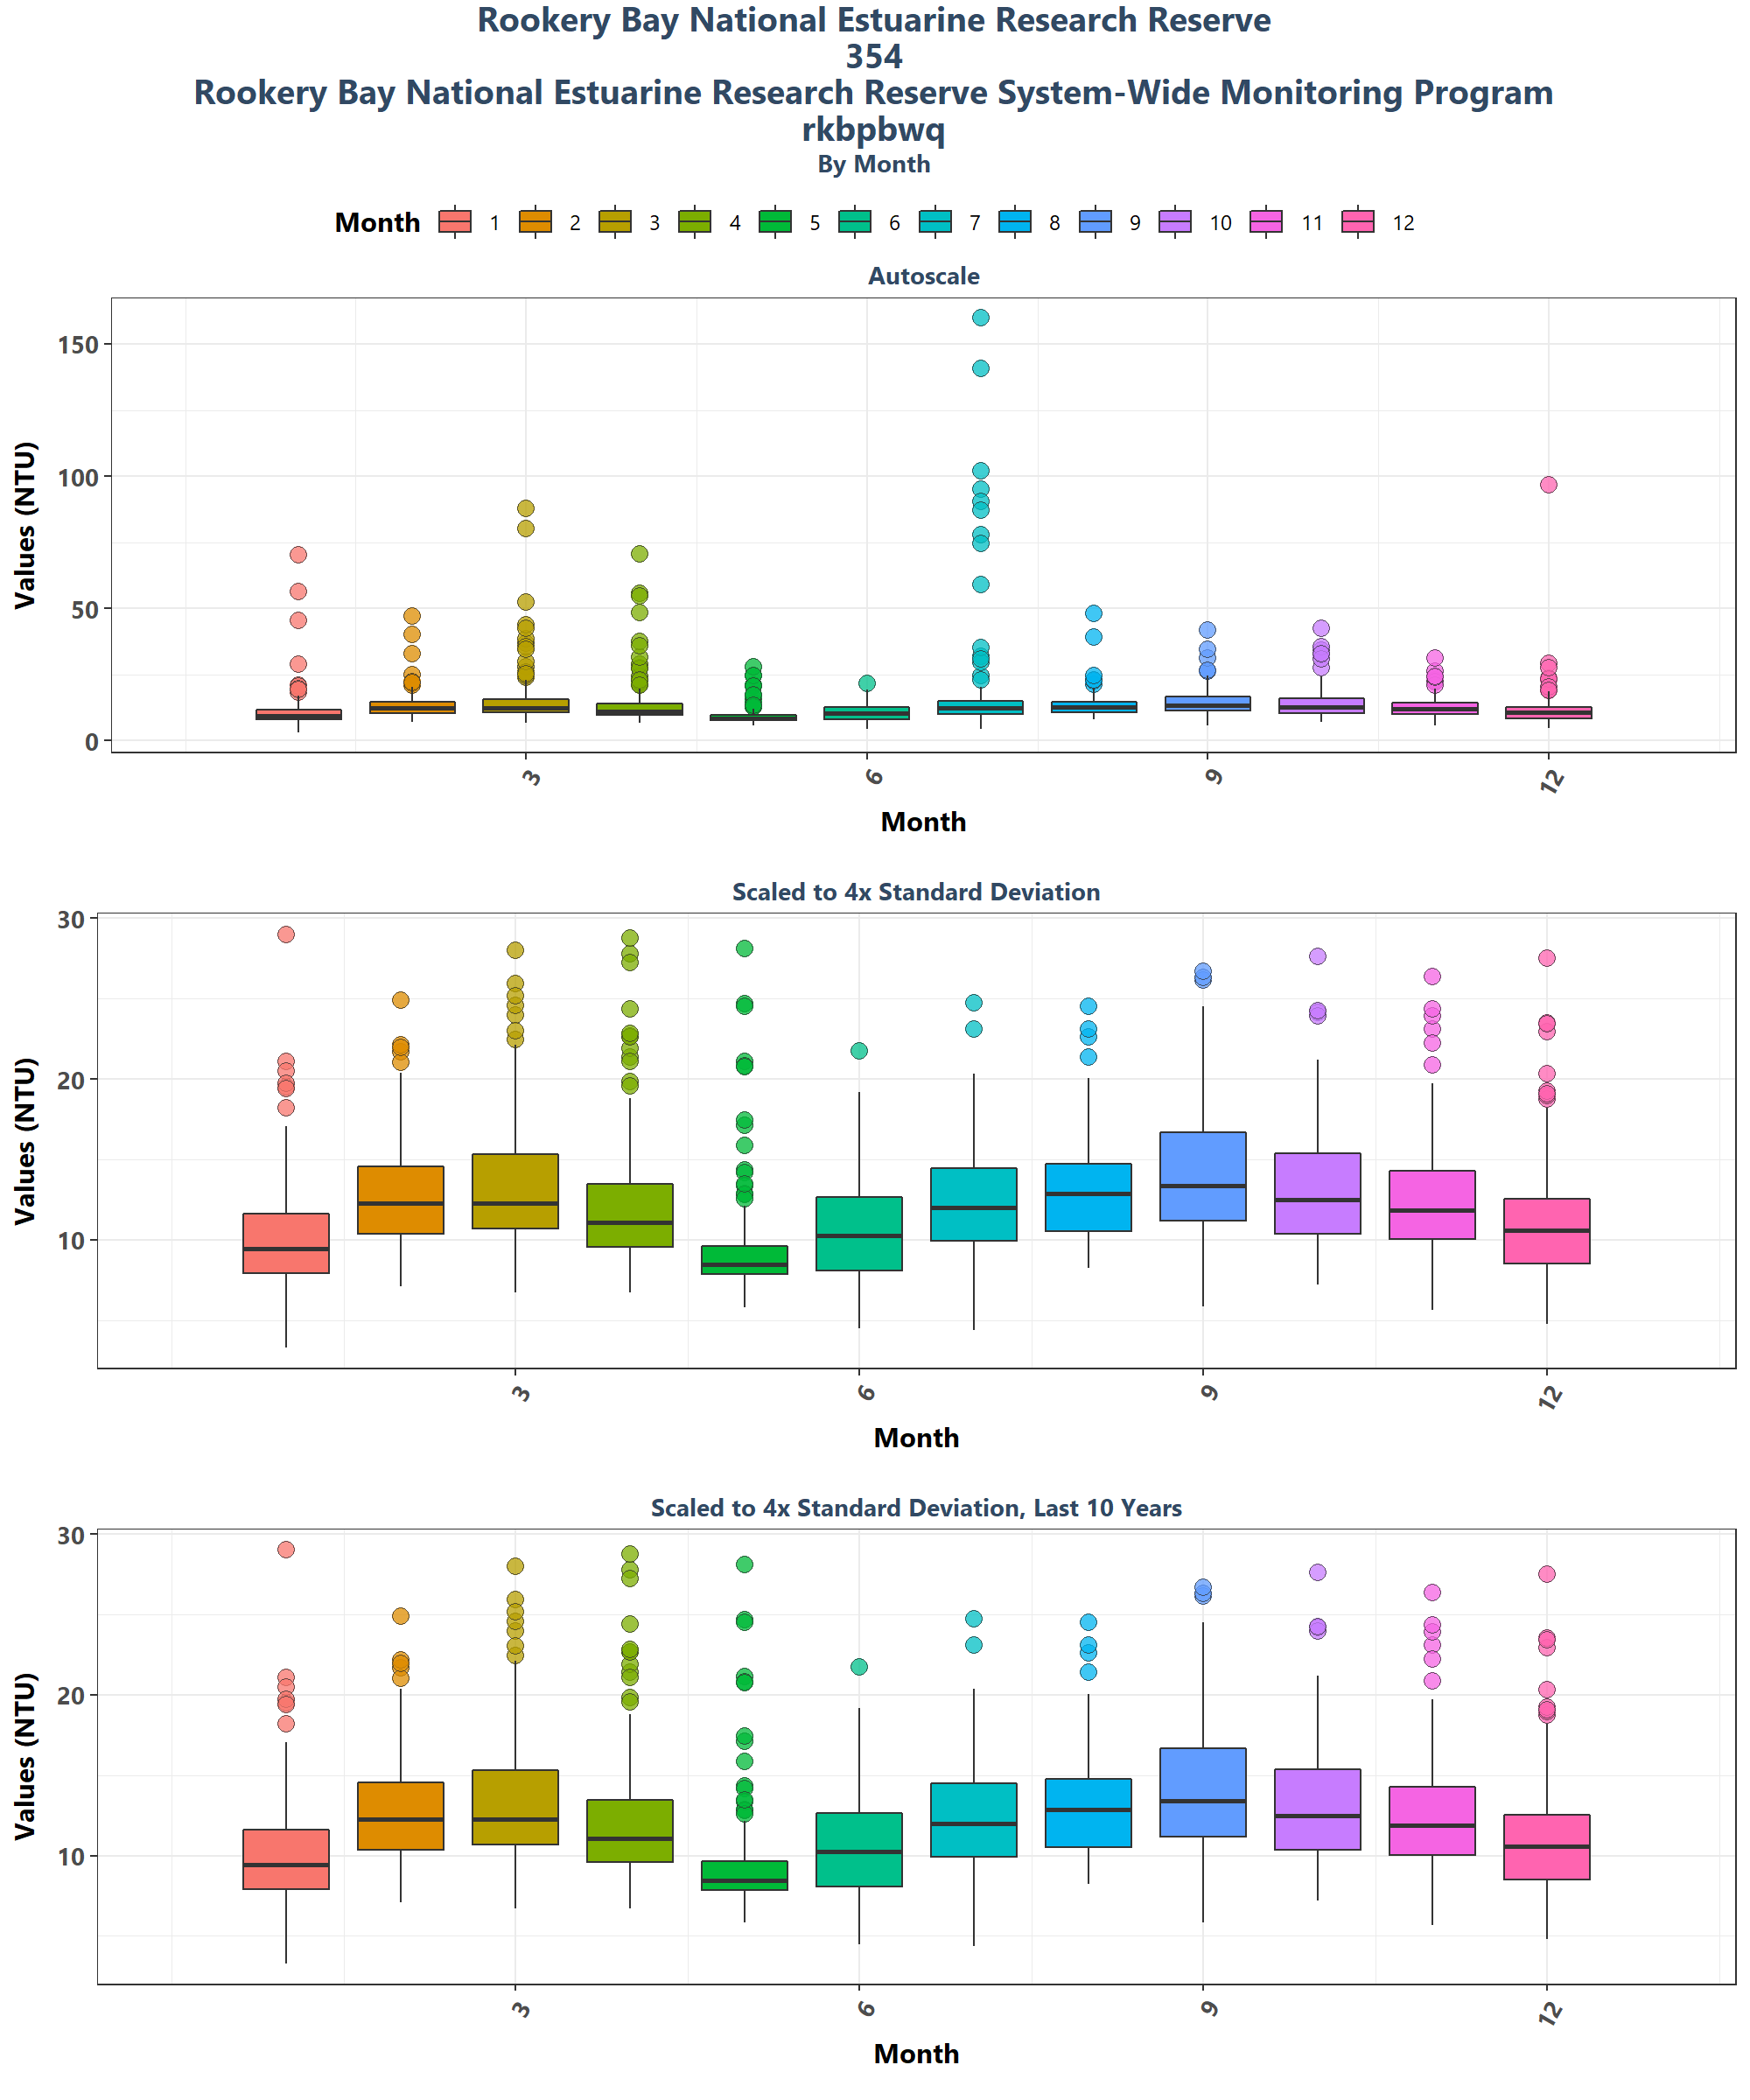 Rookery Bay National Estuarine Research Reserve
354
Rookery Bay National Estuarine Research Reserve System-Wide Monitoring Program
rkbpbwq
By Month
Month 1 2 3 4 5 6 7 8 9 10 11 12
Autoscale
Values (NTU)
150
100
50
0
3 6 9 12
Month
Scaled to 4x Standard Deviation
Values (NTU)
30
20
10
3 6 9 12
Month
Scaled to 4x Standard Deviation, Last 10 Years
Values (NTU)
30
20
10
3 6 9 12
Month